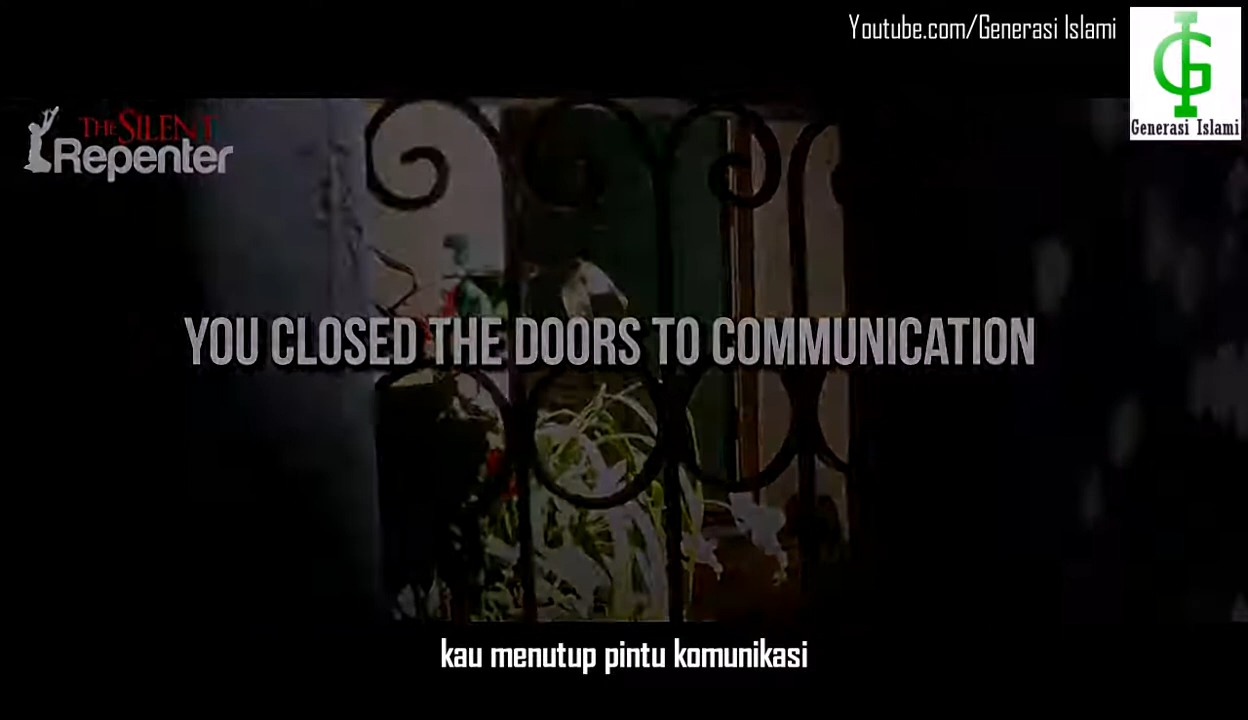 Youtube.com/Generasi Islami
GI
Generasi Islami
THE SILENT
Repenter
YOU CLOSED THE DOORS TO COMMUNICATION
kau menutup pintu komunikasi